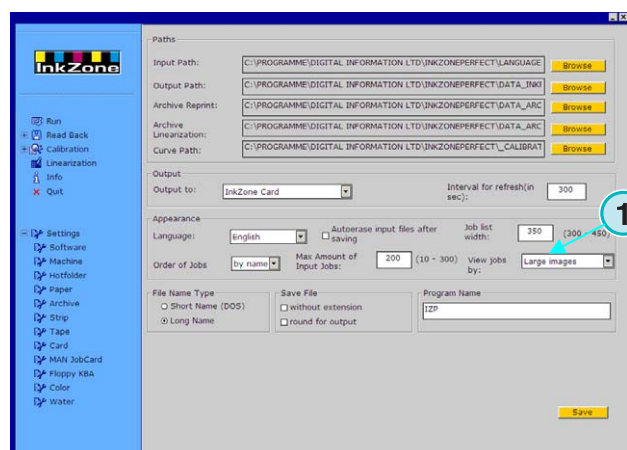 InkZone
Run
Read Back
Calibration
Linearization
Info
Quit
Settings
Software
Machine
Hotfolder
Paper
Archive
Strip
Tape
Card
MAN JobCard
Floppy KBA
Color
Water
Paths
Input Path: C:\PROGRAMME\DIGITAL INFORMATION LTD\INKZONEPERFECT\LANGUAGE Browse
Output Path: C:\PROGRAMME\DIGITAL INFORMATION LTD\INKZONEPERFECT\DATA_INK Browse
Archive Reprint: C:\PROGRAMME\DIGITAL INFORMATION LTD\INKZONEPERFECT\DATA_ARC Browse
Archive
Linearization: C:\PROGRAMME\DIGITAL INFORMATION LTD\INKZONEPERFECT\DATA_ARC Browse
Curve Path: C:\PROGRAMME\DIGITAL INFORMATION LTD\INKZONEPERFECT\_CALIBRAT Browse
Output
Output to: InkZone Card Interval for refresh(in
sec): 300
Appearance
Language: English Autoerase input files after
saving Job list
width: 350 (300 - 450)
Order of Jobs by name Max Amount of
Input Jobs: 200 (10 - 300) View jobs
by: Large images
1
File Name Type
Short Name (DOS)
Long Name
Save File
without extension
round for output
Program Name
IZP
Save